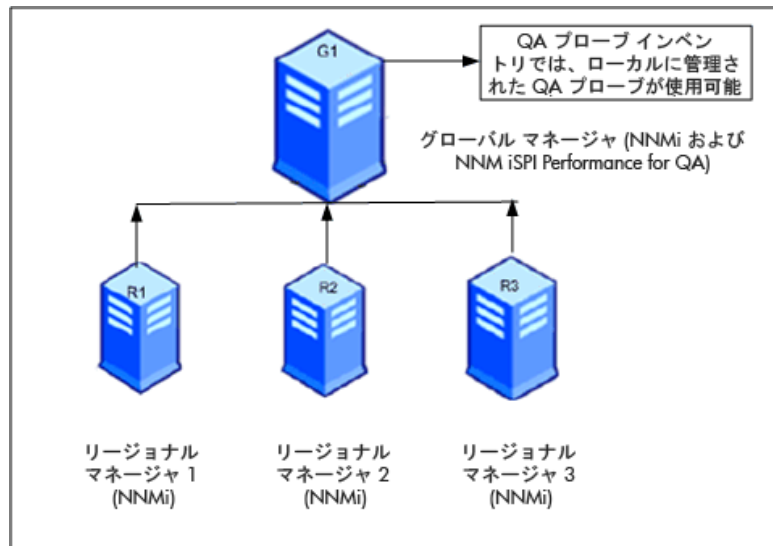 G1
QA プローブ インベン
トリでは、ローカルに管理さ
れた QA プローブが使用可能
グローバル マネージャ (NNMi および
NNM iSPI Performance for QA)
R1
R2
R3
リージョナル
マネージャ 1
(NNMi)
リージョナル
マネージャ 2
(NNMi)
リージョナル
マネージャ 3
(NNMi)